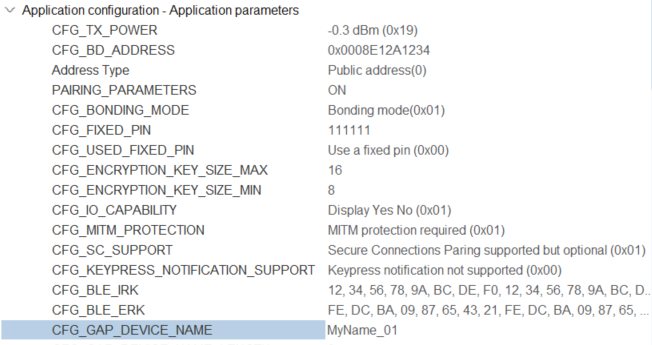 Application configuration - Application parameters
CFG_TX_POWER -0.3 dBm (0x19)
CFG_BD_ADDRESS 0x0008E12A1234
Address Type Public address(0)
PAIRING_PARAMETERS ON
CFG_BONDING_MODE Bonding mode(0x01)
CFG_FIXED_PIN 111111
CFG_USED_FIXED_PIN Use a fixed pin (0x00)
CFG_ENCRYPTION_KEY_SIZE_MAX 16
CFG_ENCRYPTION_KEY_SIZE_MIN 8
CFG_IO_CAPABILITY Display Yes No (0x01)
CFG_MITM_PROTECTION MITM protection required (0x01)
CFG_SC_SUPPORT Secure Connections Paring supported but optional (0x01)
CFG_KEYPRESS_NOTIFICATION_SUPPORT Keypress notification not supported (0x00)
CFG_BLE_IRK 12, 34, 56, 78, 9A, BC, DE, F0, 12, 34, 56, 78, 9A, BC, D...
CFG_BLE_ERK FE, DC, BA, 09, 87, 65, 43, 21, FE, DC, BA, 09, 87, 65, ...
CFG_GAP_DEVICE_NAME MyName_01